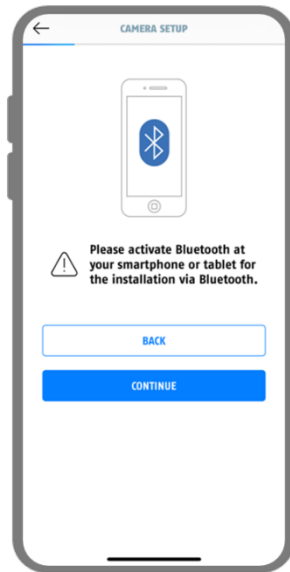 CAMERA SETUP
Please activate Bluetooth at
your smartphone or tablet for
the installation via Bluetooth.
BACK
CONTINUE